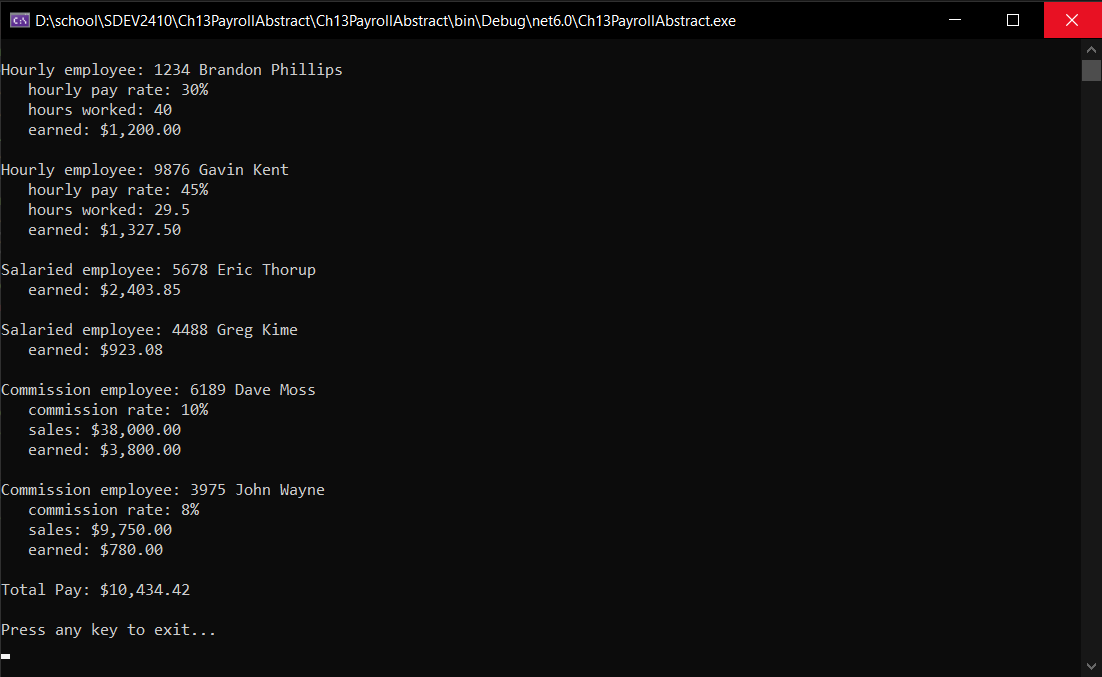 D:\school\SDEV2410\Ch13PayrollAbstract\Ch13PayrollAbstract\bin\Debug\net6.0\Ch13PayrollAbstract.exe
Hourly employee: 1234 Brandon Phillips
   hourly pay rate: 30%
   hours worked: 40
   earned: $1,200.00

Hourly employee: 9876 Gavin Kent
   hourly pay rate: 45%
   hours worked: 29.5
   earned: $1,327.50

Salaried employee: 5678 Eric Thorup
   earned: $2,403.85

Salaried employee: 4488 Greg Kime
   earned: $923.08

Commission employee: 6189 Dave Moss
   commission rate: 10%
   sales: $38,000.00
   earned: $3,800.00

Commission employee: 3975 John Wayne
   commission rate: 8%
   sales: $9,750.00
   earned: $780.00

Total Pay: $10,434.42

Press any key to exit...